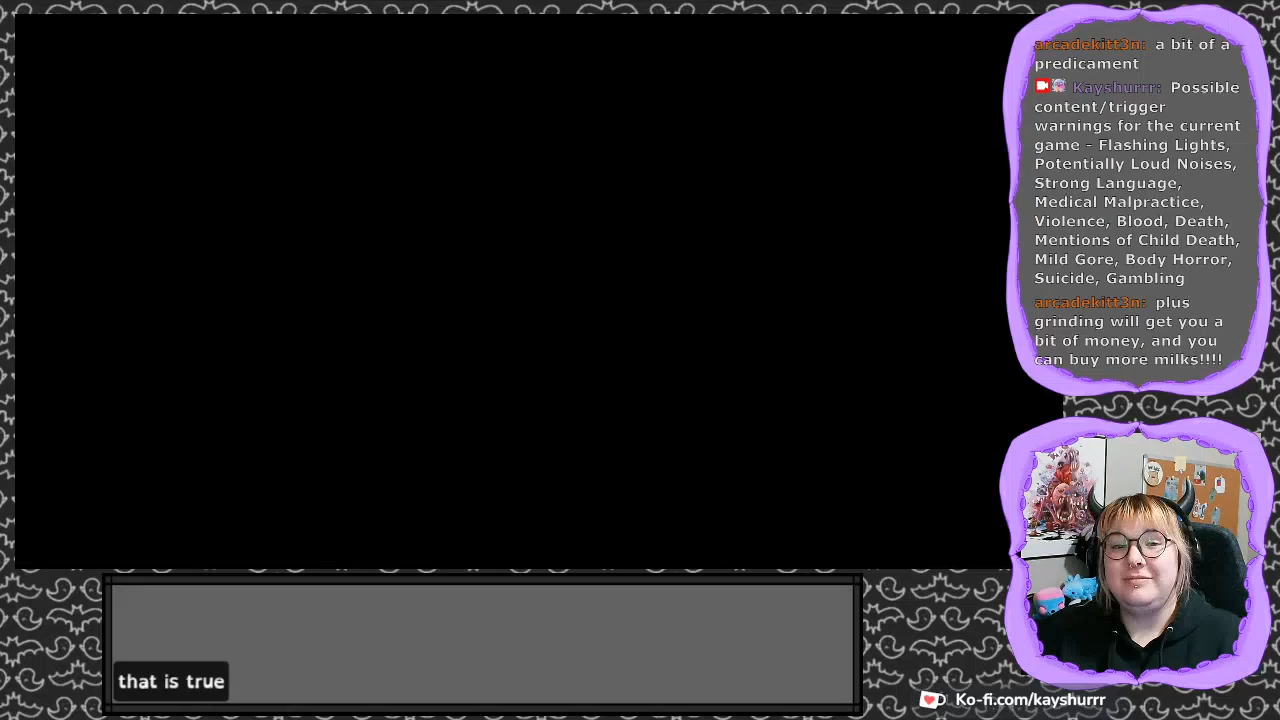 arcadekitt3n: a bit of a
predicament
Kayshurrr: Possible
content/trigger
warnings for the current
game - Flashing Lights,
Potentially Loud Noises,
Strong Language,
Medical Malpractice,
Violence, Blood, Death,
Mentions of Child Death,
Mild Gore, Body Horror,
Suicide, Gambling
arcadekitt3n: plus
grinding will get you a
bit of money, and you
can buy more milks!!!!
that is true
Ko-fi.com/kayshurrr